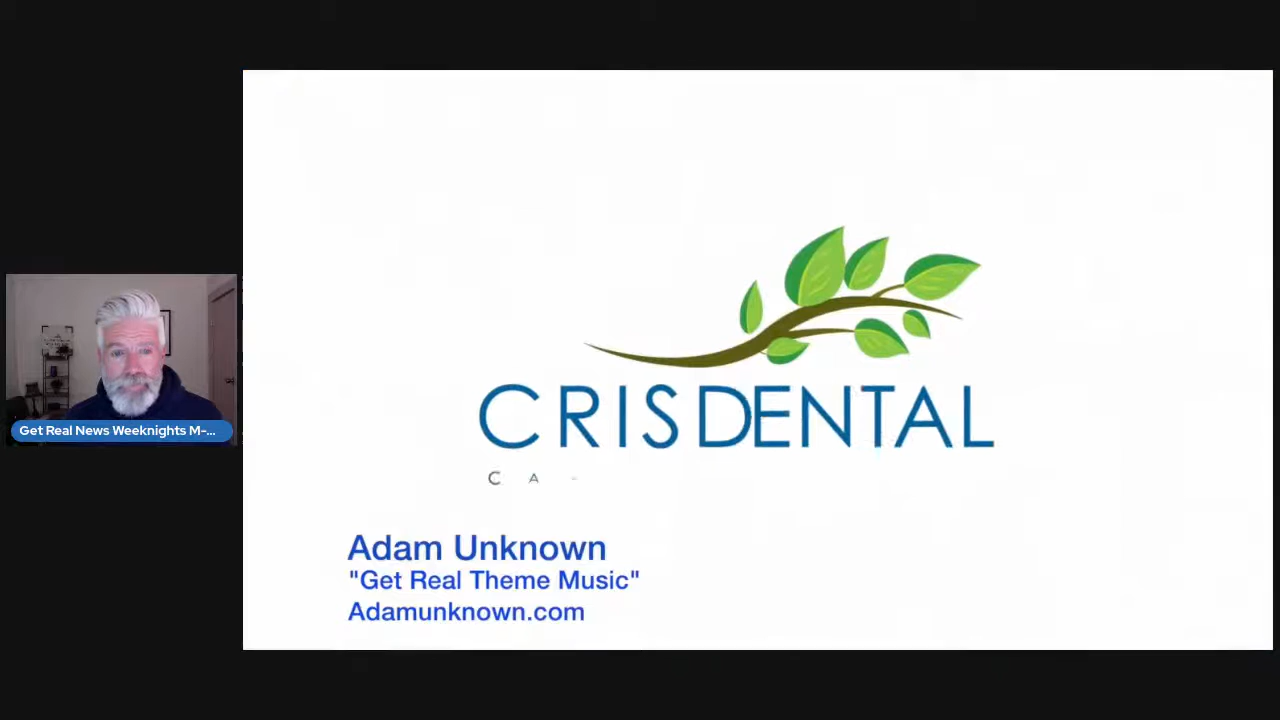 CRISDENTAL
C A
Adam Unknown
"Get Real Theme Music"
Adamunknown.com
Get Real News Weeknights M-...